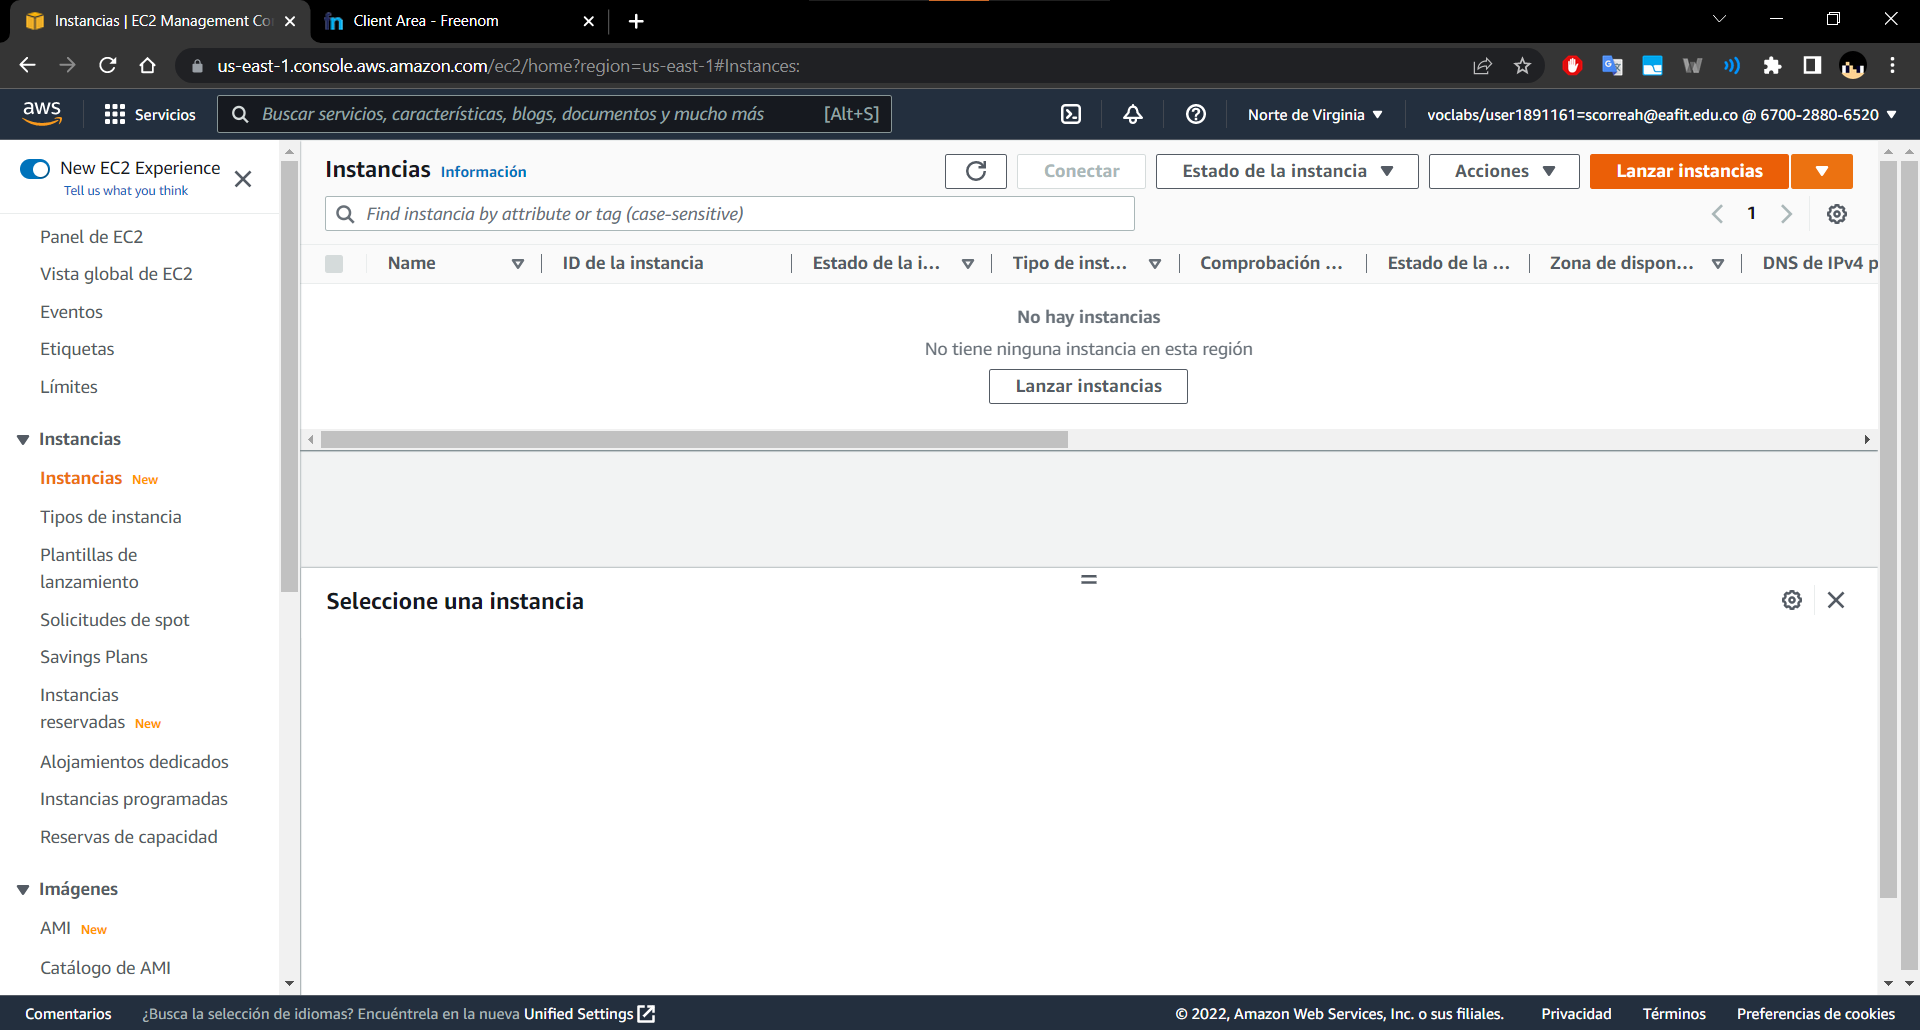 Instancias | EC2 Management Co
Client Area - Freenom
us-east-1.console.aws.amazon.com/ec2/home?region=us-east-1#Instances:
aws
Servicios
Buscar servicios, características, blogs, documentos y mucho más [Alt+S]
Norte de Virginia
voclabs/user1891161=scorreah@eafit.edu.co @ 6700-2880-6520
New EC2 Experience
Tell us what you think
Panel de EC2
Vista global de EC2
Eventos
Etiquetas
Límites
Instancias
Instancias New
Tipos de instancia
Plantillas de
lanzamiento
Solicitudes de spot
Savings Plans
Instancias
reservadas New
Alojamientos dedicados
Instancias programadas
Reservas de capacidad
Imágenes
AMI New
Catálogo de AMI
Instancias Información
Conectar
Estado de la instancia
Acciones
Lanzar instancias
Find instancia by attribute or tag (case-sensitive)
1
Name
ID de la instancia
Estado de la i...
Tipo de inst...
Comprobación ...
Estado de la ...
Zona de dispon...
DNS de IPv4 p
No hay instancias
No tiene ninguna instancia en esta región
Lanzar instancias
Seleccione una instancia
Comentarios
¿Busca la selección de idiomas? Encuéntrela en la nueva Unified Settings
© 2022, Amazon Web Services, Inc. o sus filiales.
Privacidad
Términos
Preferencias de cookies